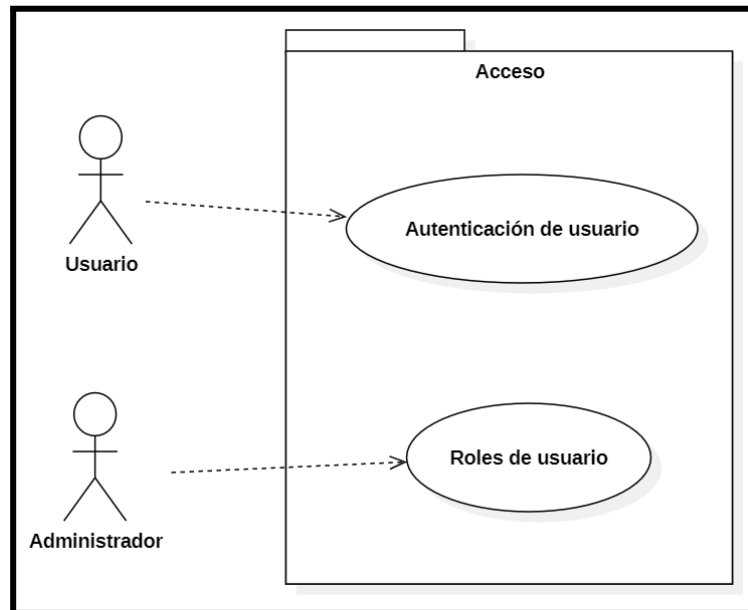 Acceso
Autenticación de usuario
Usuario
Roles de usuario
Administrador